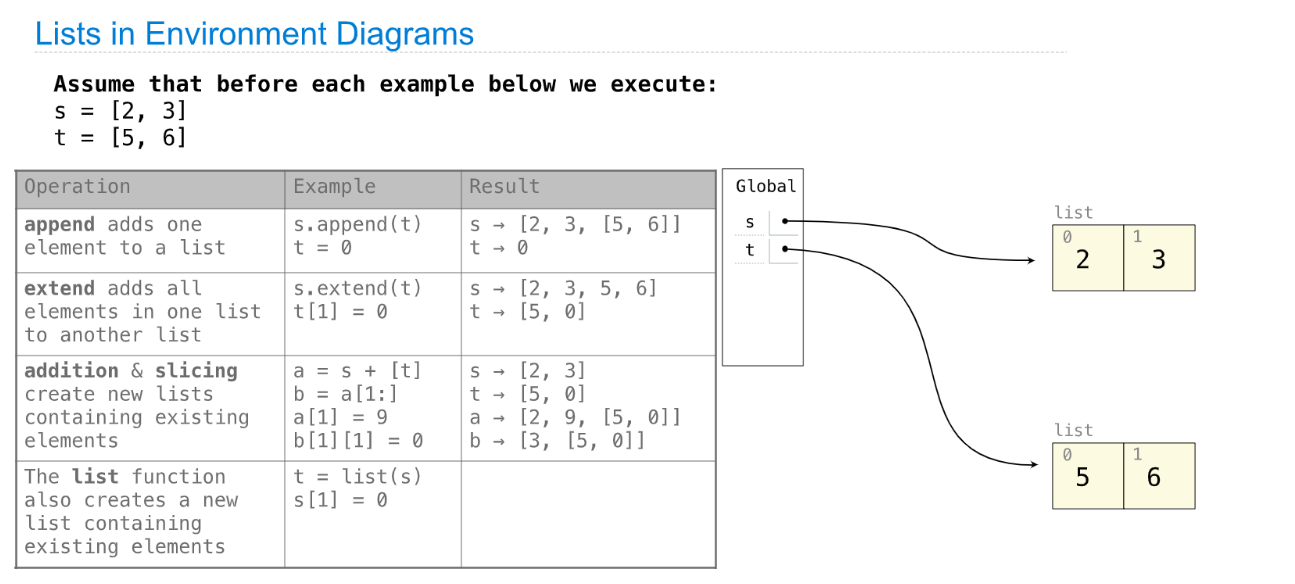 Lists in Environment Diagrams
Assume that before each example below we execute:
s = [2, 3]
t = [5, 6]
Operation
Example
Result
append adds one
element to a list
s.append(t)
t = 0
s → [2, 3, [5, 6]]
t → 0
extend adds all
elements in one list
to another list
s.extend(t)
t[1] = 0
s → [2, 3, 5, 6]
t → [5, 0]
addition & slicing
create new lists
containing existing
elements
a = s + [t]
b = a[1:]
a[1] = 9
b[1][1] = 0
s → [2, 3]
t → [5, 0]
a → [2, 9, [5, 0]]
b → [3, [5, 0]]
The list function
also creates a new
list containing
existing elements
t = list(s)
s[1] = 0
Global
s
t
list
0 1
2 3
list
0 1
5 6